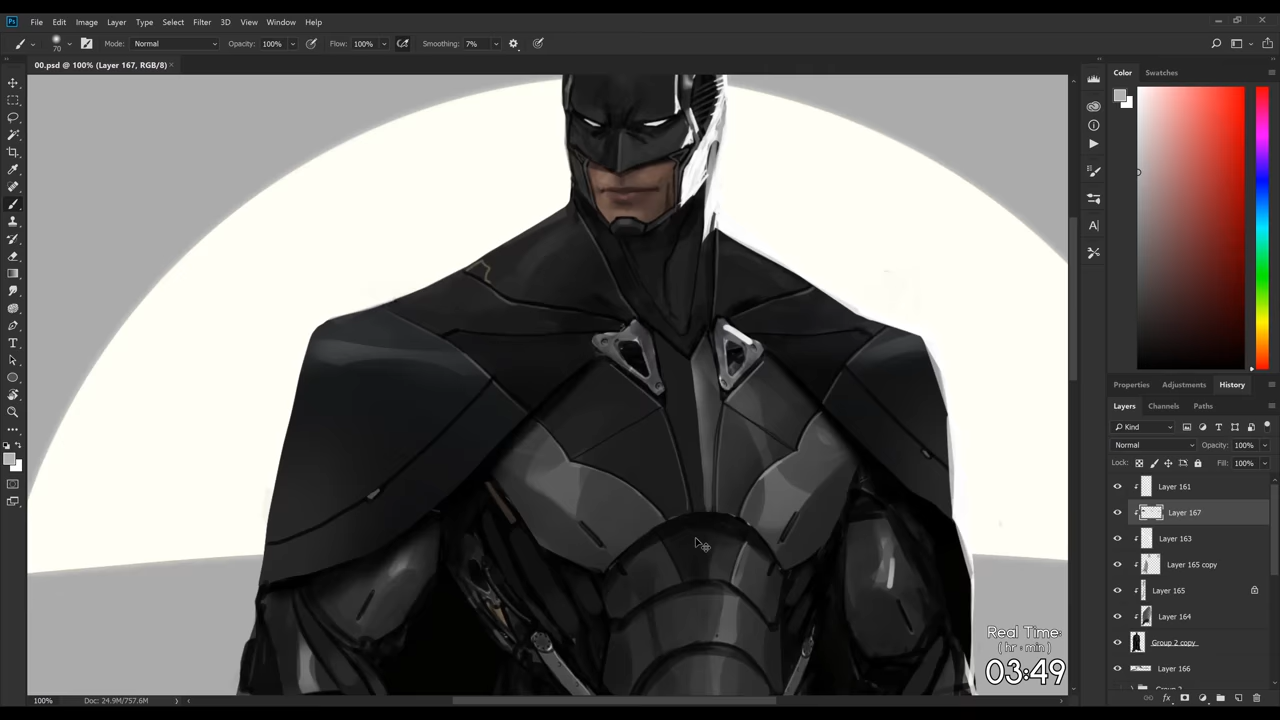 Ps File Edit Image Layer Type Select Filter 3D View Window Help
70 Mode: Normal Opacity: 100% Flow: 100% Smoothing: 7%
00.psd @ 100% (Layer 167, RGB/8)
Color Swatches
Properties Adjustments History
Layers Channels Paths
Kind
Normal Opacity: 100%
Lock: Fill: 100%
Layer 161
Layer 167
Layer 163
Layer 165 copy
Layer 165
Layer 164
Group 2 copy
Layer 166
Real Time:
( hr : min )
03:49
100% Doc: 24.9M/757.6M